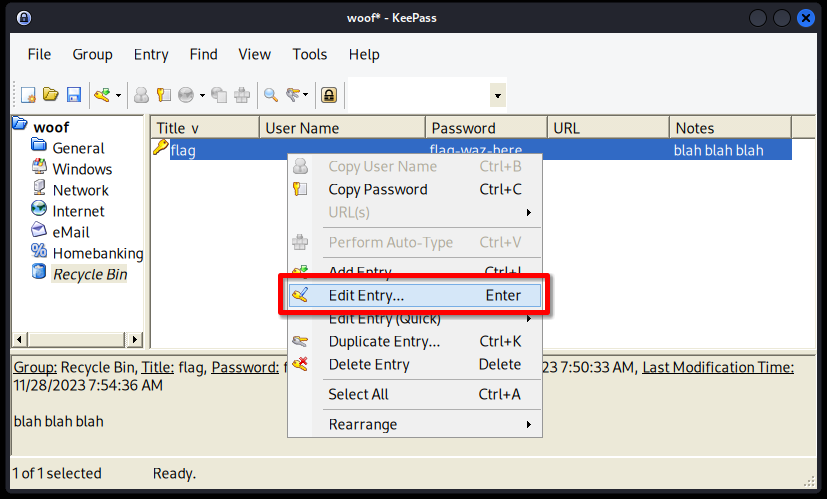 woof* - KeePass
File Group Entry Find View Tools Help
woof
General
Windows
Network
Internet
eMail
Homebanking
Recycle Bin
Title v User Name Password URL Notes
flag flag-waz-here blah blah blah
Copy User Name Ctrl+B
Copy Password Ctrl+C
URL(s)
Perform Auto-Type Ctrl+V
Add Entry... Ctrl+I
Edit Entry... Enter
Edit Entry (Quick)
Duplicate Entry... Ctrl+K
Delete Entry Delete
Select All Ctrl+A
Rearrange
Group: Recycle Bin, Title: flag, Password: 7:50:33 AM, Last Modification Time:
11/28/2023 7:54:36 AM
blah blah blah
1 of 1 selected Ready.